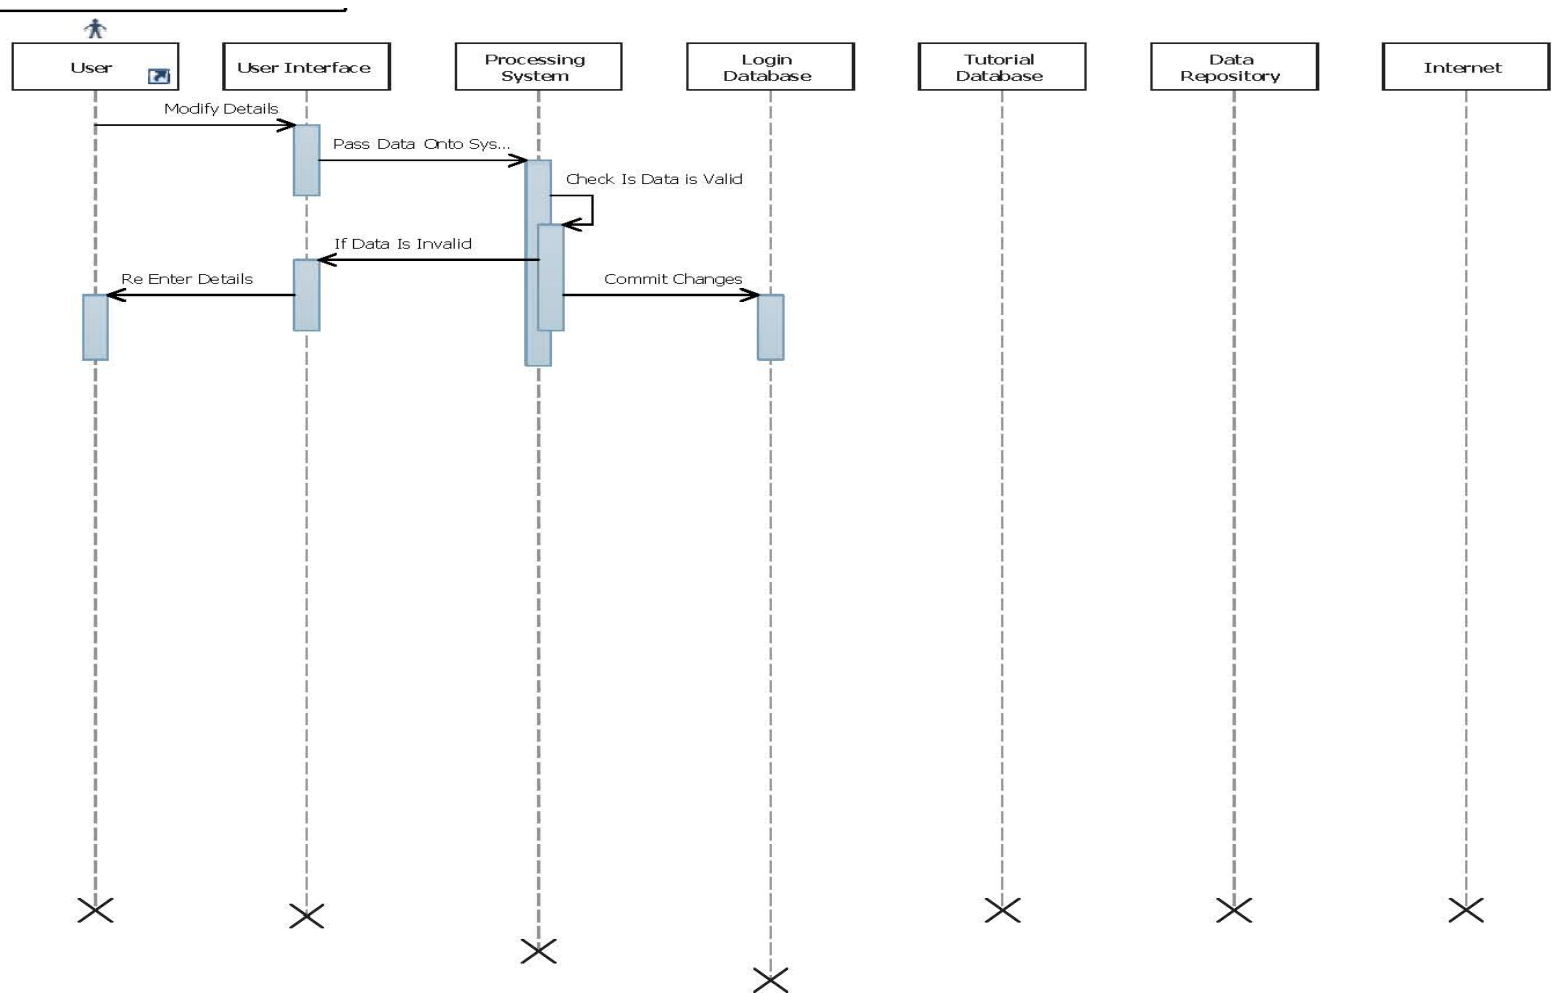 User
User Interface
Processing
System
Login
Database
Tutorial
Database
Data
Repository
Internet
Modify Details
Pass Data Onto Sys...
Check Is Data is Valid
If Data Is Invalid
Re Enter Details
Commit Changes